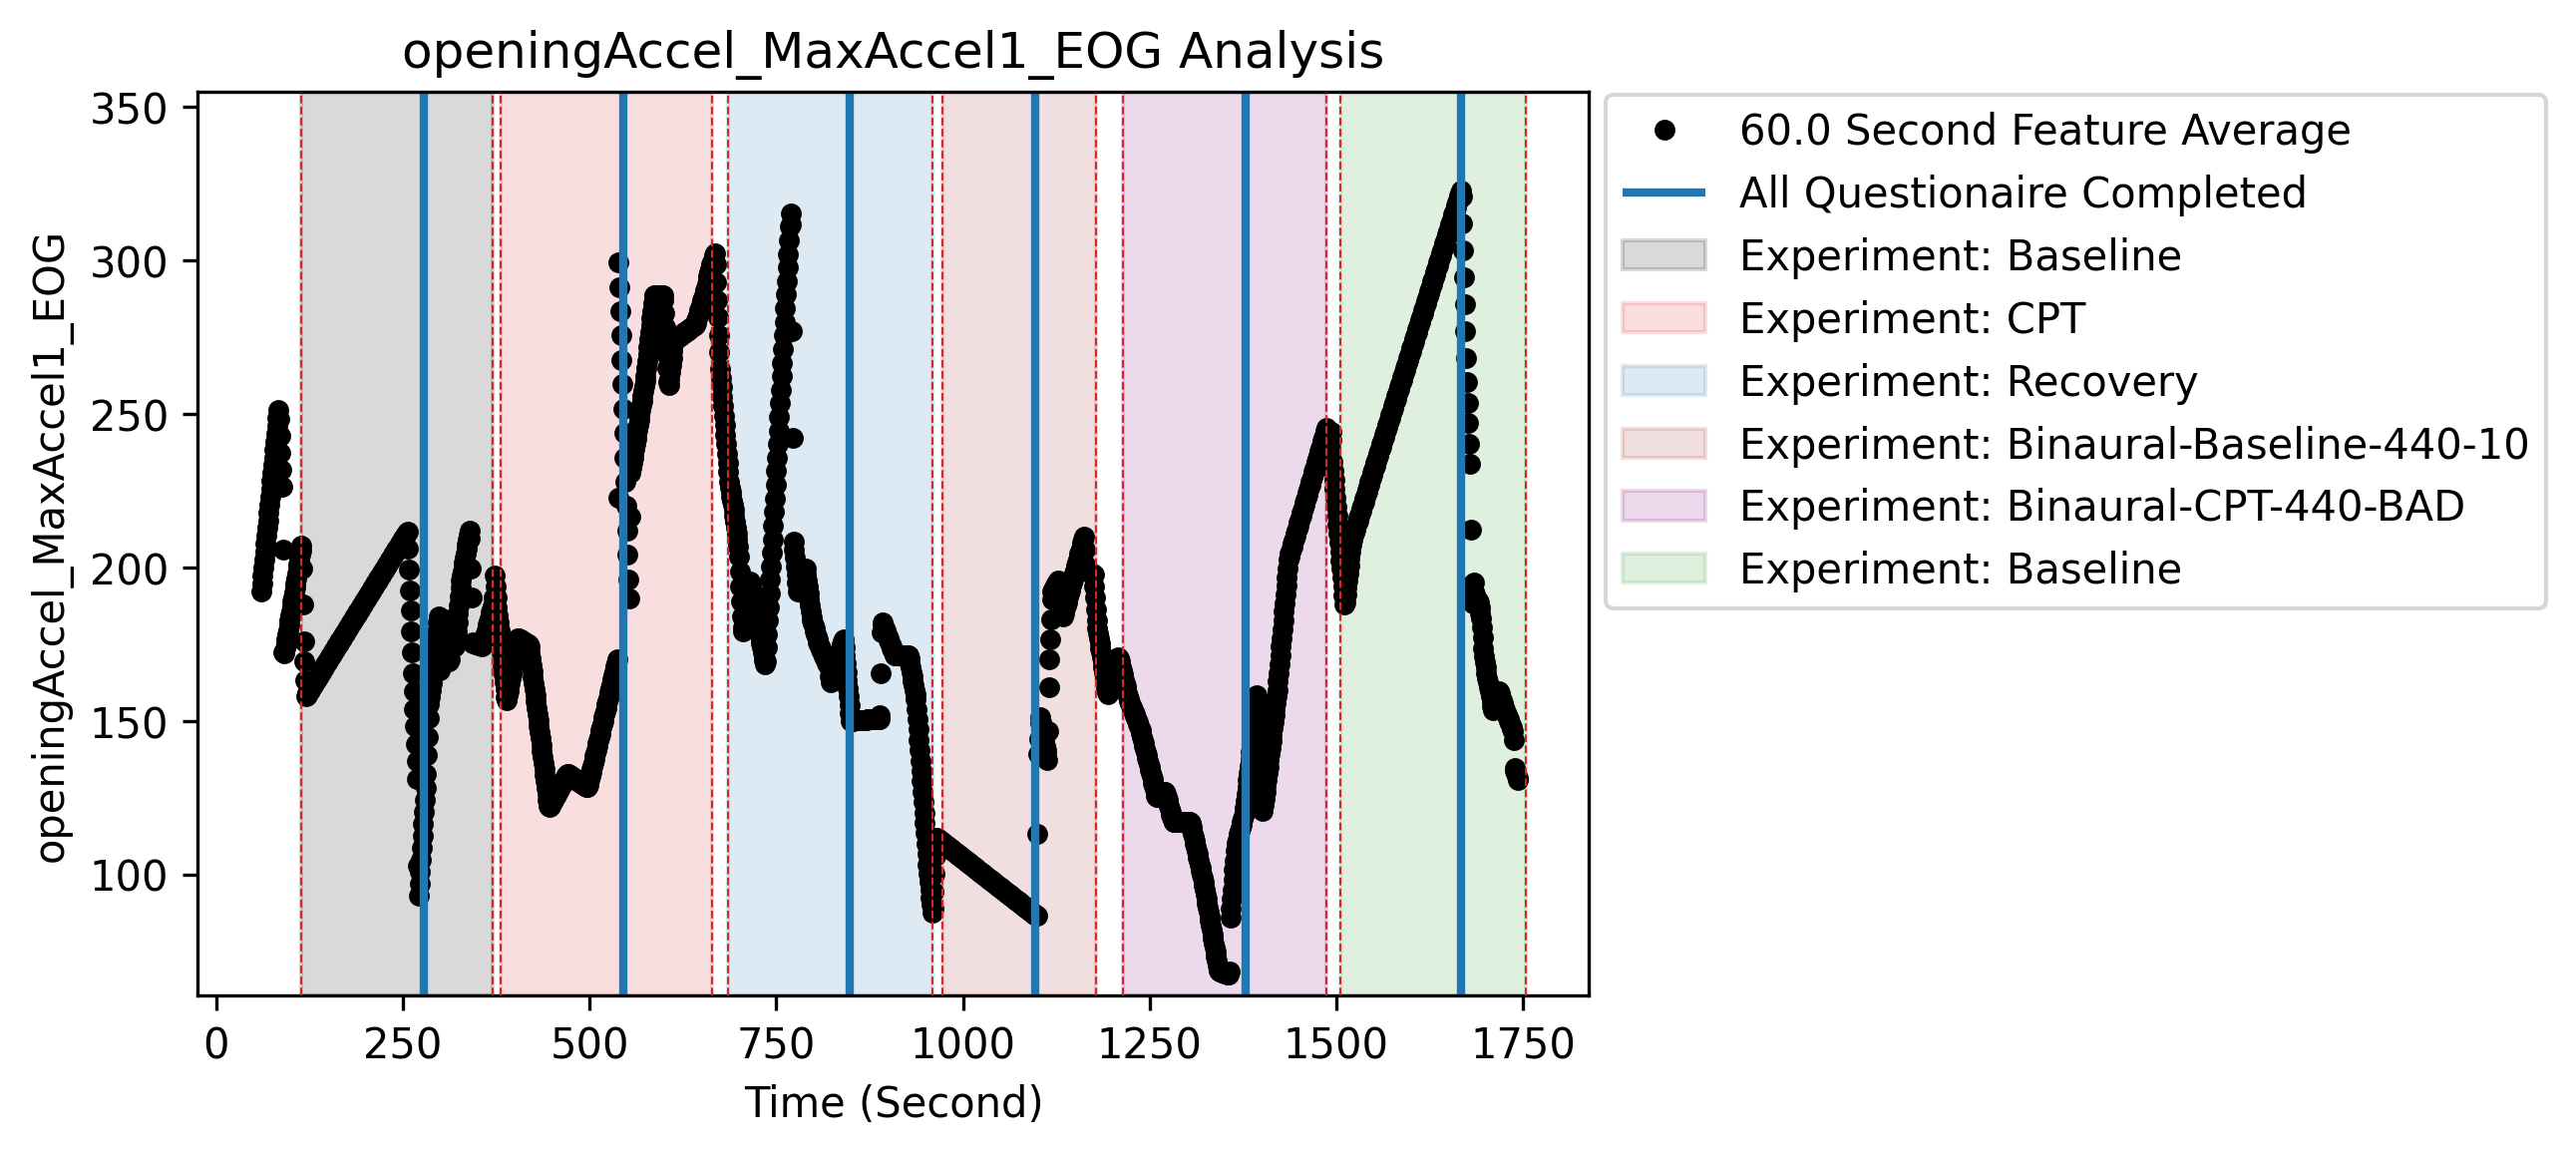 openingAccel_MaxAccel1_EOG Analysis
openingAccel_MaxAccel1_EOG
350
300
250
200
150
100
0 250 500 750 1000 1250 1500 1750
Time (Second)
60.0 Second Feature Average
All Questionaire Completed
Experiment: Baseline
Experiment: CPT
Experiment: Recovery
Experiment: Binaural-Baseline-440-10
Experiment: Binaural-CPT-440-BAD
Experiment: Baseline